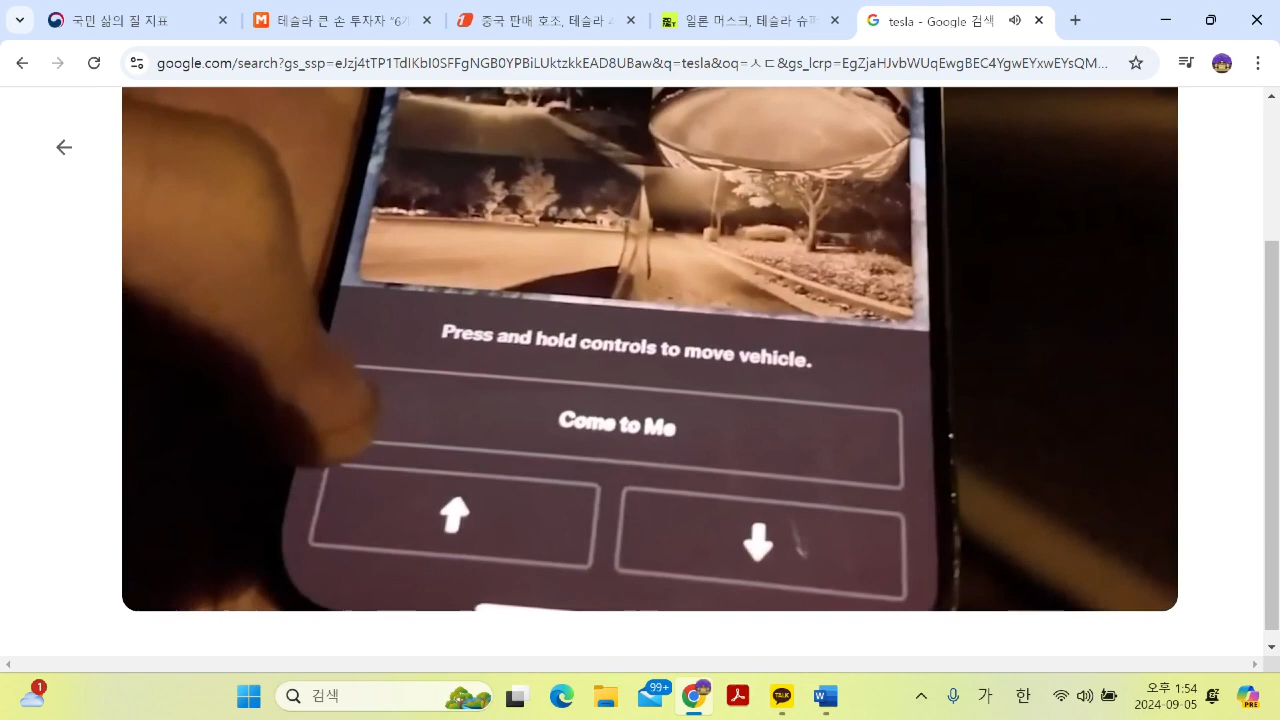 국민 삶의 질 지표
테슬라 큰 손 투자자 "6
중국 판매 호소, 테슬라
일론 머스크, 테슬라 슈퍼
tesla - Google 검색
google.com/search?gs_ssp=eJzj4tTP1TdIKbI0SFFgNGB0YPBiLUktzkkEAD8UBaw&q=tesla&oq=ㅅㄷ&gs_lcrp=EgZjaHJvbWUqEwgBEC4YgwEYxwEYsQM...
Press and hold controls to move vehicle.
Come to Me
1
검색
99+
TALK
가
한
오후 1:54
2024-09-05
PRE